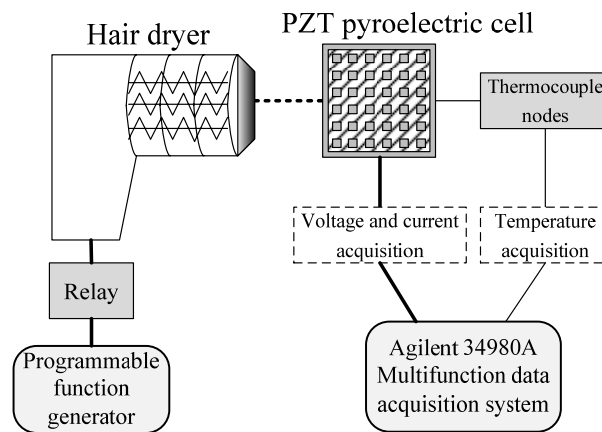 Hair dryer
PZT pyroelectric cell
Thermocouple
nodes
Voltage and current
acquisition
Temperature
acquisition
Relay
Programmable
function
generator
Agilent 34980A
Multifunction data
acquisition system